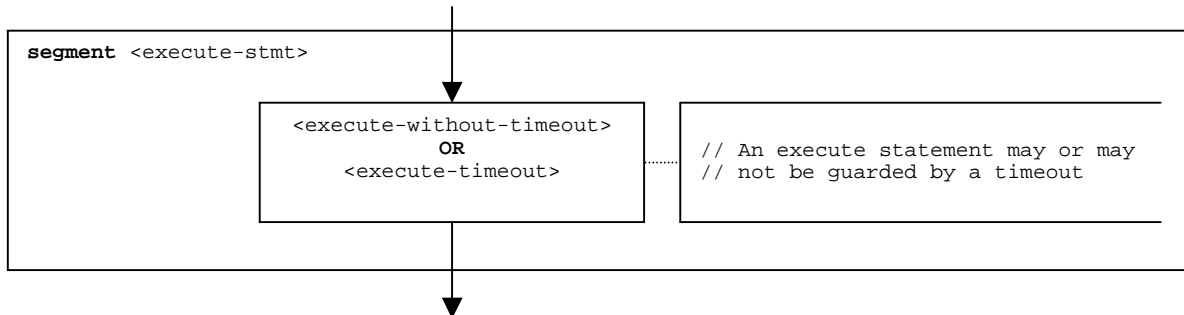 segment <execute-stmt>
<execute-without-timeout>
OR
<execute-timeout>
// An execute statement may or may
// not be guarded by a timeout